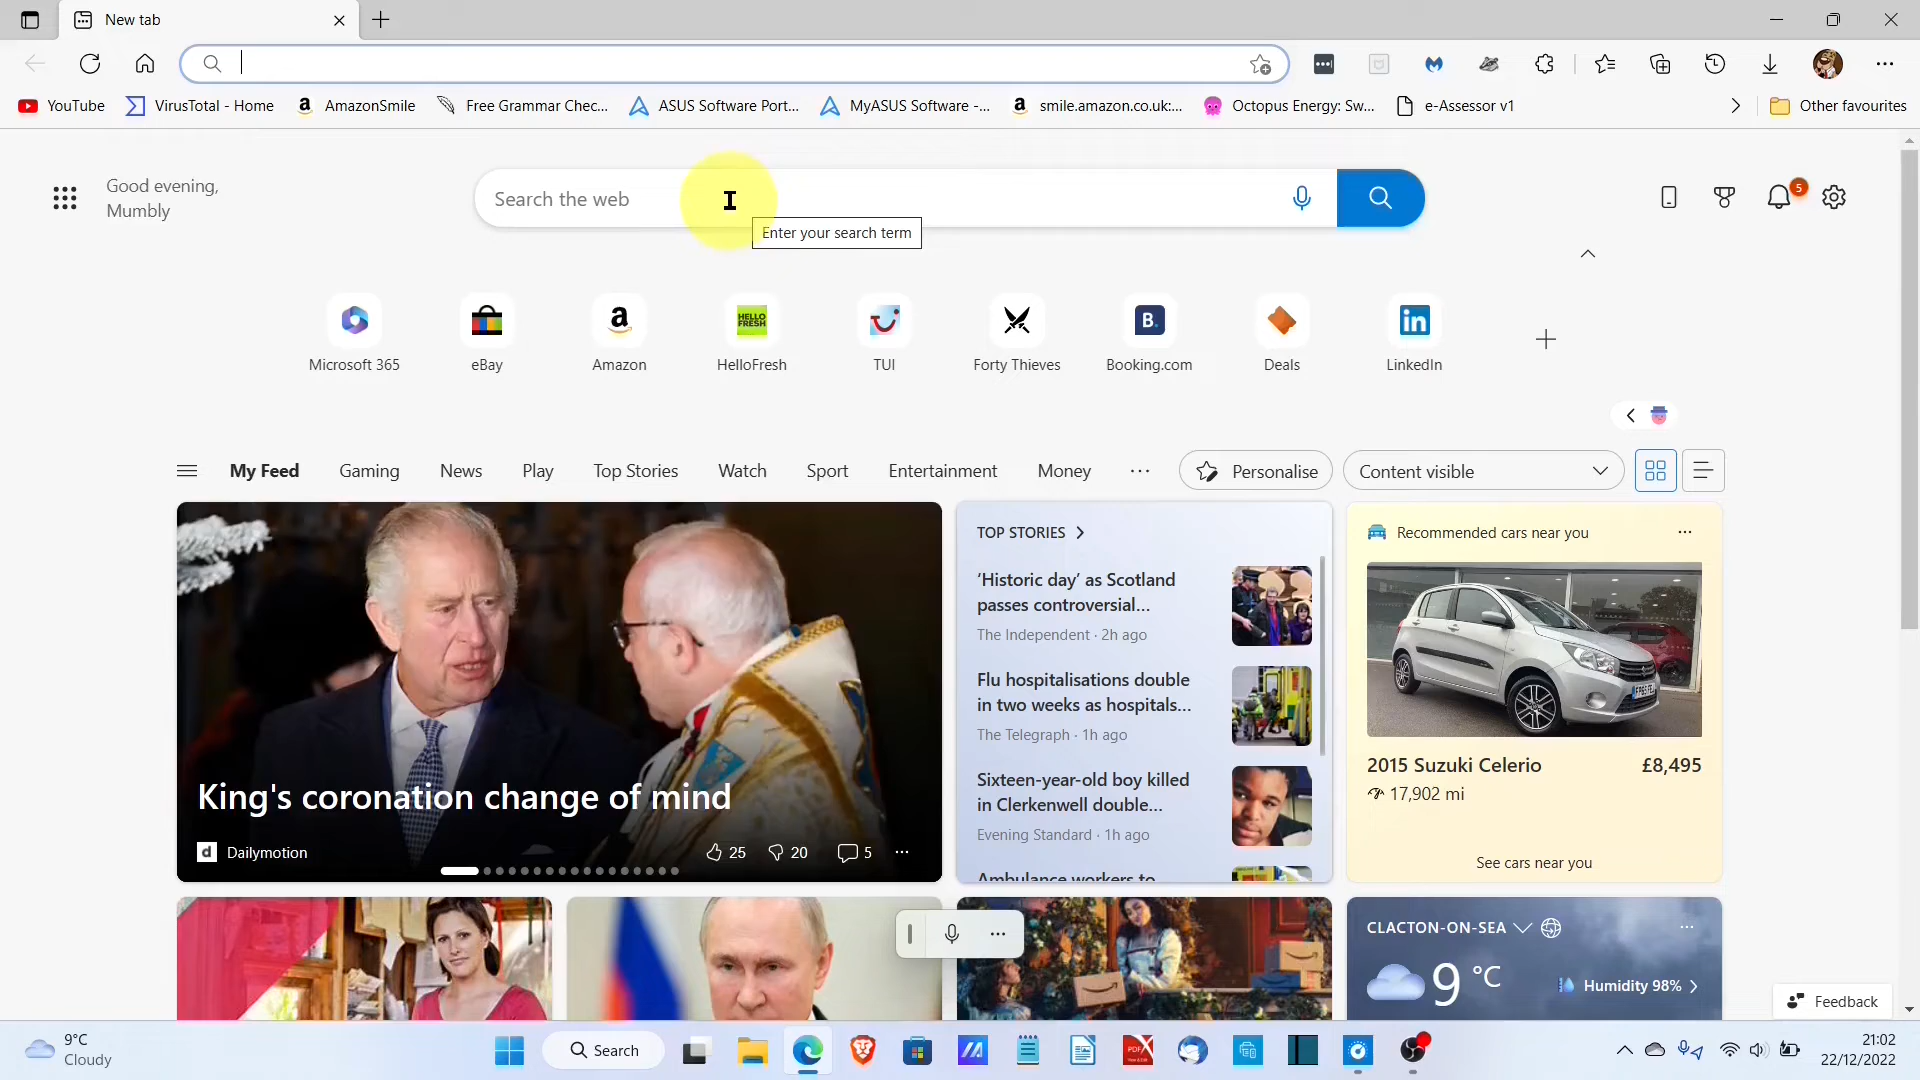 New tab
YouTube
VirusTotal - Home
AmazonSmile
Free Grammar Chec...
ASUS Software Port...
MyASUS Software -...
smile.amazon.co.uk:...
Octopus Energy: Sw...
e-Assessor v1
Other favourites
Good evening,
Mumbly
Search the web
Enter your search term
5
HELLO
FRESH
B.
in
Microsoft 365
eBay
Amazon
HelloFresh
TUI
Forty Thieves
Booking.com
Deals
LinkedIn
My Feed
Gaming
News
Play
Top Stories
Watch
Sport
Entertainment
Money
Personalise
Content visible
King's coronation change of mind
d Dailymotion
25
20
5
TOP STORIES
'Historic day' as Scotland
passes controversial...
The Independent · 2h ago
Flu hospitalisations double
in two weeks as hospitals...
The Telegraph · 1h ago
Sixteen-year-old boy killed
in Clerkenwell double...
Evening Standard · 1h ago
Ambulance workers to
Recommended cars near you
2015 Suzuki Celerio
£8,495
17,902 mi
See cars near you
CLACTON-ON-SEA
9 °C
Humidity 98%
Feedback
9°C
Cloudy
Search
21:02
22/12/2022